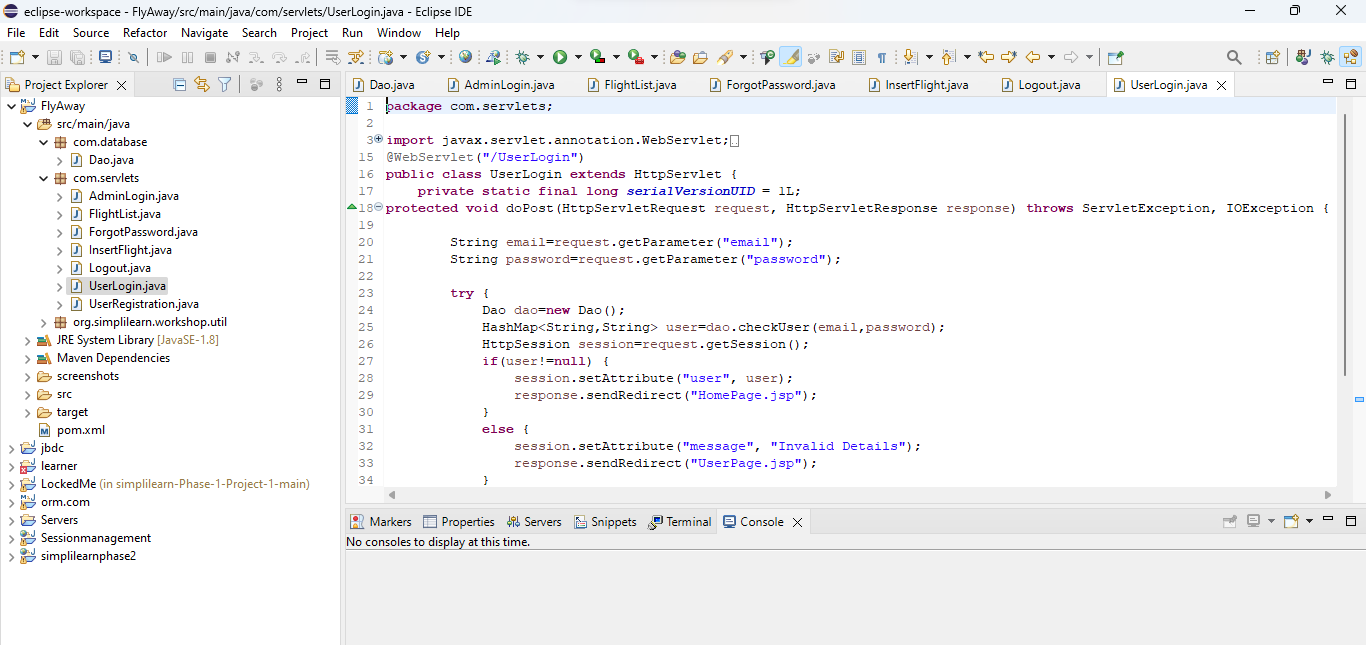 eclipse-workspace - FlyAway/src/main/java/com/servlets/UserLogin.java - Eclipse IDE
File Edit Source Refactor Navigate Search Project Run Window Help
Project Explorer
FlyAway
src/main/java
com.database
Dao.java
com.servlets
AdminLogin.java
FlightList.java
ForgotPassword.java
InsertFlight.java
Logout.java
UserLogin.java
UserRegistration.java
org.simplilearn.workshop.util
JRE System Library [JavaSE-1.8]
Maven Dependencies
screenshots
src
target
pom.xml
jbdc
learner
LockedMe (in simplilearn-Phase-1-Project-1-main)
orm.com
Servers
Sessionmanagement
simplilearnphase2
Dao.java AdminLogin.java FlightList.java ForgotPassword.java InsertFlight.java Logout.java UserLogin.java
1 package com.servlets;
2
3 import javax.servlet.annotation.WebServlet;
15 @WebServlet("/UserLogin")
16 public class UserLogin extends HttpServlet {
17 private static final long serialVersionUID = 1L;
18 protected void doPost(HttpServletRequest request, HttpServletResponse response) throws ServletException, IOException {
19
20 String email=request.getParameter("email");
21 String password=request.getParameter("password");
22
23 try {
24 Dao dao=new Dao();
25 HashMap<String,String> user=dao.checkUser(email,password);
26 HttpSession session=request.getSession();
27 if(user!=null) {
28 session.setAttribute("user", user);
29 response.sendRedirect("HomePage.jsp");
30 }
31 else {
32 session.setAttribute("message", "Invalid Details");
33 response.sendRedirect("UserPage.jsp");
34 }
Markers Properties Servers Snippets Terminal Console
No consoles to display at this time.